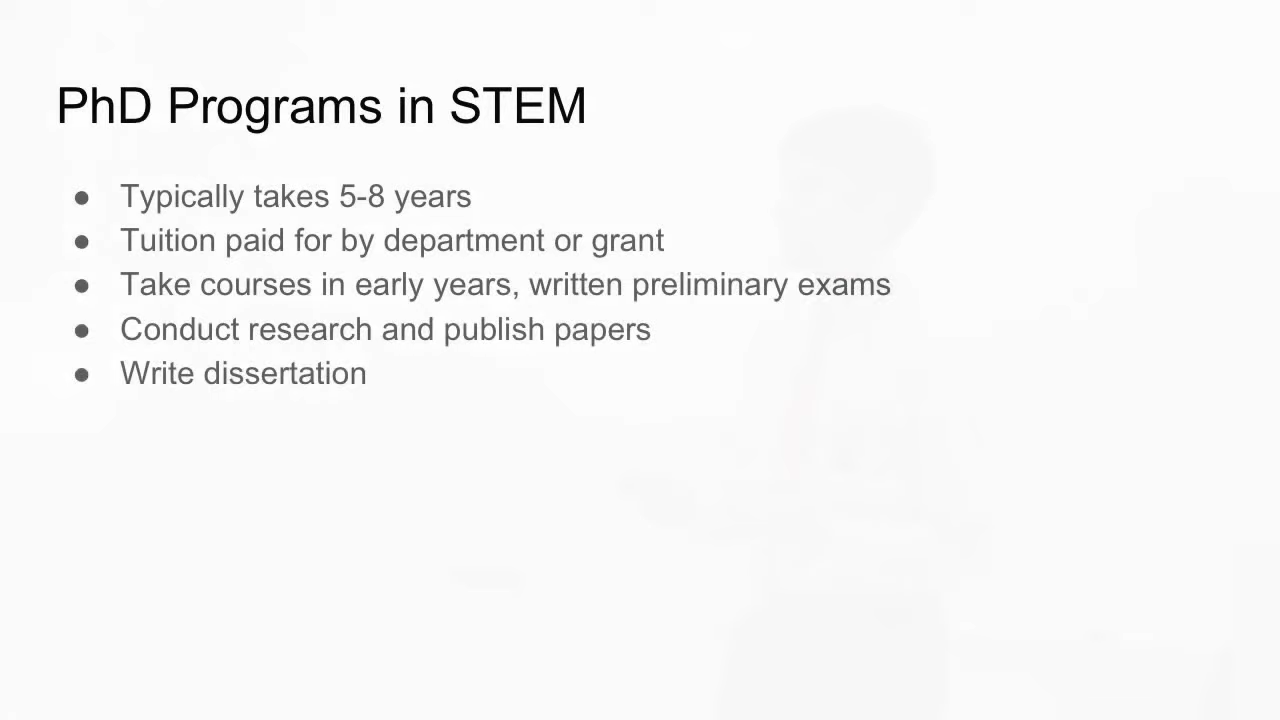 PhD Programs in STEM
● Typically takes 5-8 years
● Tuition paid for by department or grant
● Take courses in early years, written preliminary exams
● Conduct research and publish papers
● Write dissertation